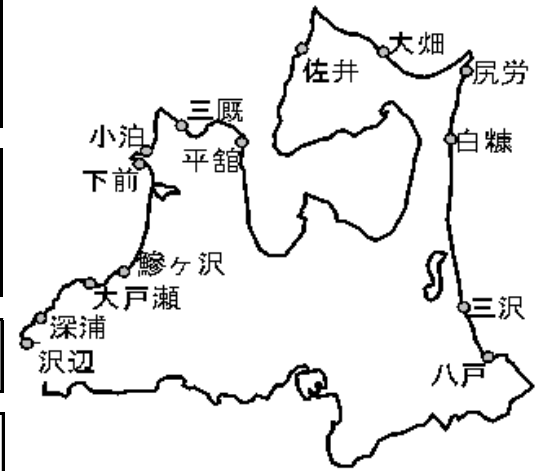 大畑
佐井
尻労
三厩
小泊
平舘
白糠
下前
鰺ヶ沢
大戸瀬
三沢
深浦
沢辺
八戸